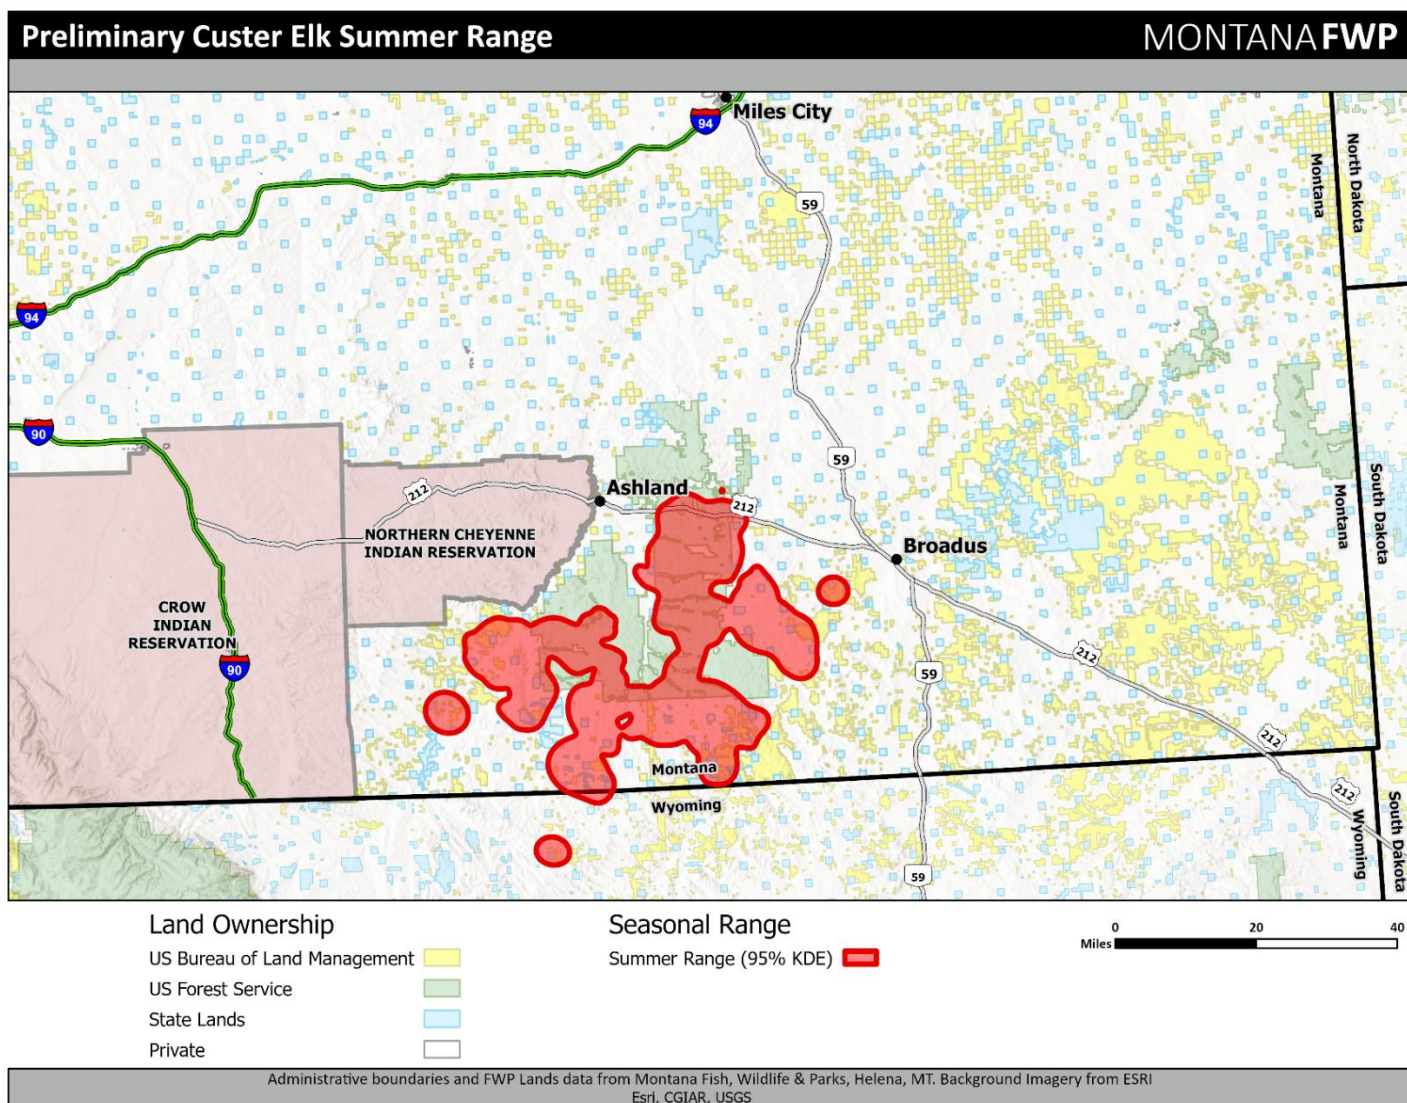 Preliminary Custer Elk Summer Range
MONTANA FWP
Miles City
94
59
North Dakota
Montana
94
90
59
212
Ashland
212
NORTHERN CHEYENNE
INDIAN RESERVATION
Broadus
South Dakota
Montana
CROW
INDIAN
RESERVATION
90
59
212
212
Montana
Wyoming
212
South Dakota
Wyoming
59
Land Ownership
US Bureau of Land Management
US Forest Service
State Lands
Private
Seasonal Range
Summer Range (95% KDE)
0 20 40
Miles
Administrative boundaries and FWP Lands data from Montana Fish, Wildlife & Parks, Helena, MT. Background Imagery from ESRI
Esri, CGIAR, USGS